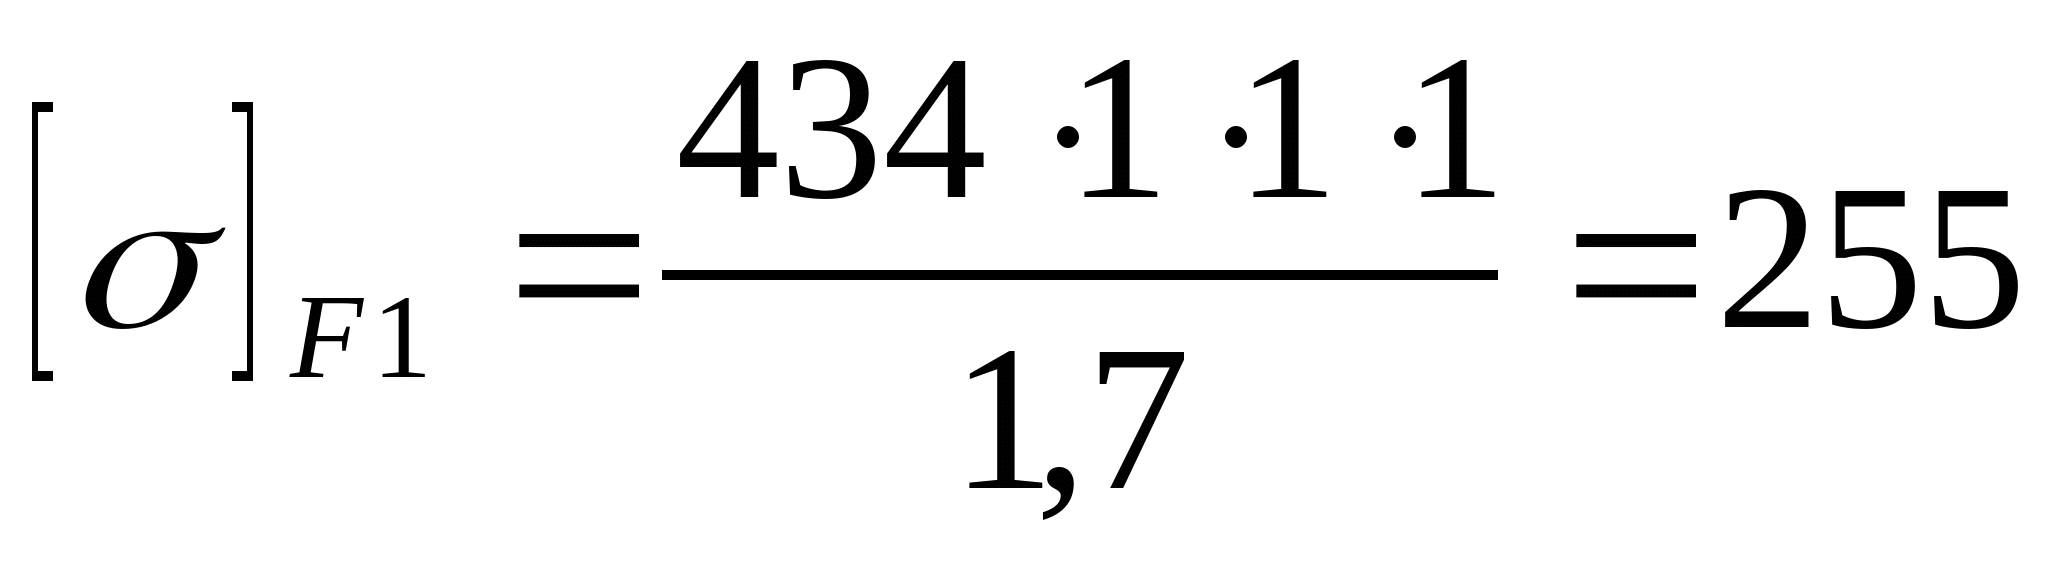 [σ]F1 = 434 · 1 · 1 · 1 / 1,7 = 255